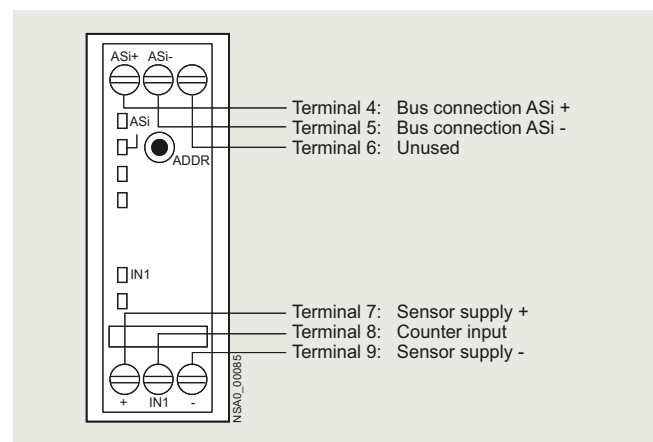 ASi+ ASi-
Terminal 4: Bus connection ASi +
Terminal 5: Bus connection ASi -
Terminal 6: Unused
ASi
ADDR
IN1
Terminal 7: Sensor supply +
Terminal 8: Counter input
Terminal 9: Sensor supply -
+ IN1 -
NSA0_00085